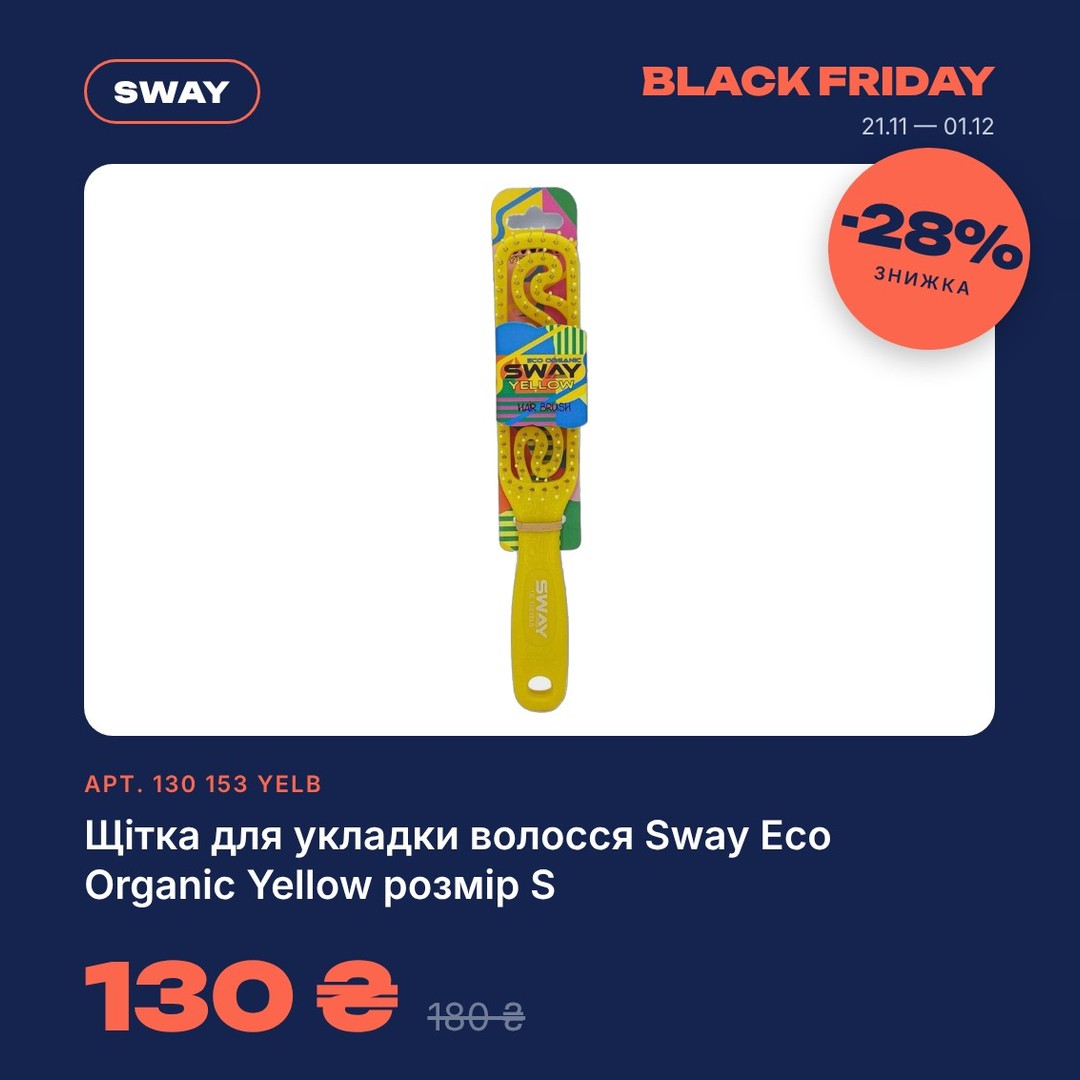 SWAY
BLACK FRIDAY
21.11 — 01.12
-28%
ЗНИЖКА
ECO ORGANIC
SWAY
YELLOW
HAIR BRUSH
SWAY
АРТ. 130 153 YELB
Щітка для укладки волосся Sway Eco
Organic Yellow розмір S
130 ₴ 180 ₴